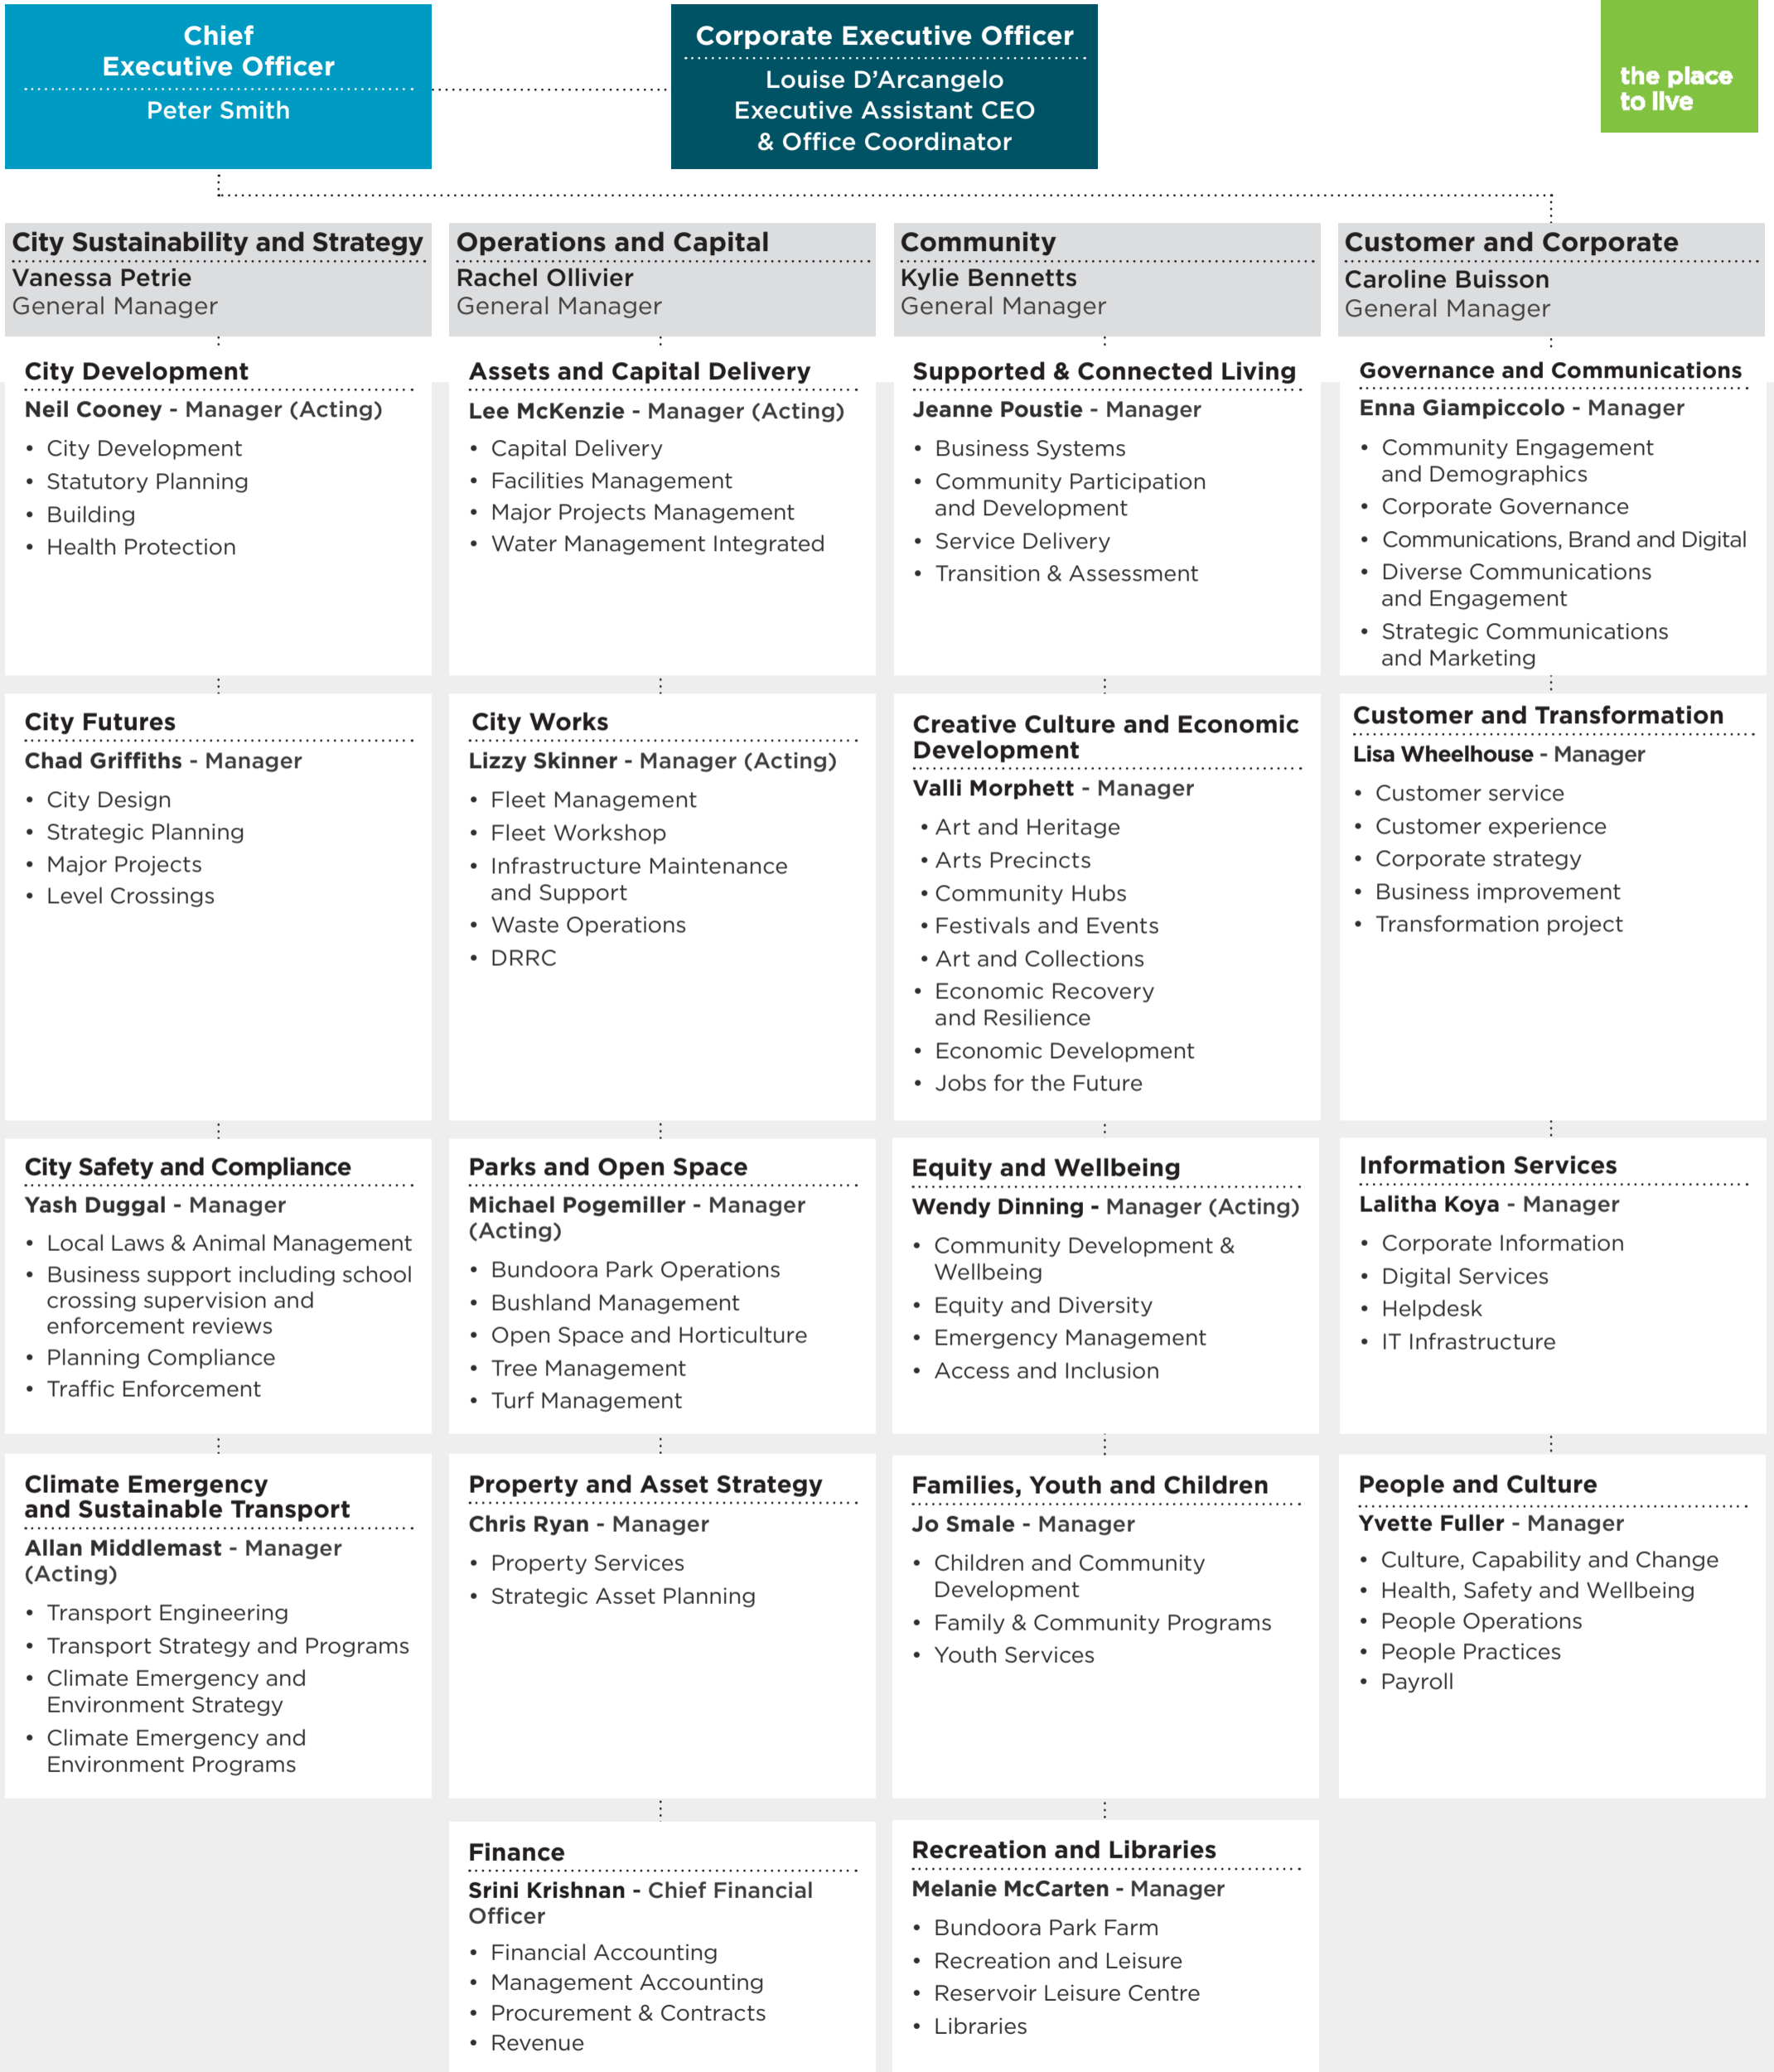 Chief
Executive Officer
Peter Smith
Corporate Executive Officer
Louise D’Arcangelo
Executive Assistant CEO
& Office Coordinator
the place
to live
City Sustainability and Strategy
Vanessa Petrie
General Manager
City Development
Neil Cooney - Manager (Acting)
• City Development
• Statutory Planning
• Building
• Health Protection
City Futures
Chad Griffiths - Manager
• City Design
• Strategic Planning
• Major Projects
• Level Crossings
City Safety and Compliance
Yash Duggal - Manager
• Local Laws & Animal Management
• Business support including school
crossing supervision and
enforcement reviews
• Planning Compliance
• Traffic Enforcement
Climate Emergency
and Sustainable Transport
Allan Middlemast - Manager
(Acting)
• Transport Engineering
• Transport Strategy and Programs
• Climate Emergency and
Environment Strategy
• Climate Emergency and
Environment Programs
Operations and Capital
Rachel Ollivier
General Manager
Assets and Capital Delivery
Lee McKenzie - Manager (Acting)
• Capital Delivery
• Facilities Management
• Major Projects Management
• Water Management Integrated
City Works
Lizzy Skinner - Manager (Acting)
• Fleet Management
• Fleet Workshop
• Infrastructure Maintenance
and Support
• Waste Operations
• DRRC
Parks and Open Space
Michael Pogemiller - Manager
(Acting)
• Bundoora Park Operations
• Bushland Management
• Open Space and Horticulture
• Tree Management
• Turf Management
Property and Asset Strategy
Chris Ryan - Manager
• Property Services
• Strategic Asset Planning
Finance
Srini Krishnan - Chief Financial
Officer
• Financial Accounting
• Management Accounting
• Procurement & Contracts
• Revenue
Community
Kylie Bennetts
General Manager
Supported & Connected Living
Jeanne Poustie - Manager
• Business Systems
• Community Participation
and Development
• Service Delivery
• Transition & Assessment
Creative Culture and Economic
Development
Valli Morphett - Manager
• Art and Heritage
• Arts Precincts
• Community Hubs
• Festivals and Events
• Art and Collections
• Economic Recovery
and Resilience
• Economic Development
• Jobs for the Future
Equity and Wellbeing
Wendy Dinning - Manager (Acting)
• Community Development &
Wellbeing
• Equity and Diversity
• Emergency Management
• Access and Inclusion
Families, Youth and Children
Jo Smale - Manager
• Children and Community
Development
• Family & Community Programs
• Youth Services
Recreation and Libraries
Melanie McCarten - Manager
• Bundoora Park Farm
• Recreation and Leisure
• Reservoir Leisure Centre
• Libraries
Customer and Corporate
Caroline Buisson
General Manager
Governance and Communications
Enna Giampiccolo - Manager
• Community Engagement
and Demographics
• Corporate Governance
• Communications, Brand and Digital
• Diverse Communications
and Engagement
• Strategic Communications
and Marketing
Customer and Transformation
Lisa Wheelhouse - Manager
• Customer service
• Customer experience
• Corporate strategy
• Business improvement
• Transformation project
Information Services
Lalitha Koya - Manager
• Corporate Information
• Digital Services
• Helpdesk
• IT Infrastructure
People and Culture
Yvette Fuller - Manager
• Culture, Capability and Change
• Health, Safety and Wellbeing
• People Operations
• People Practices
• Payroll